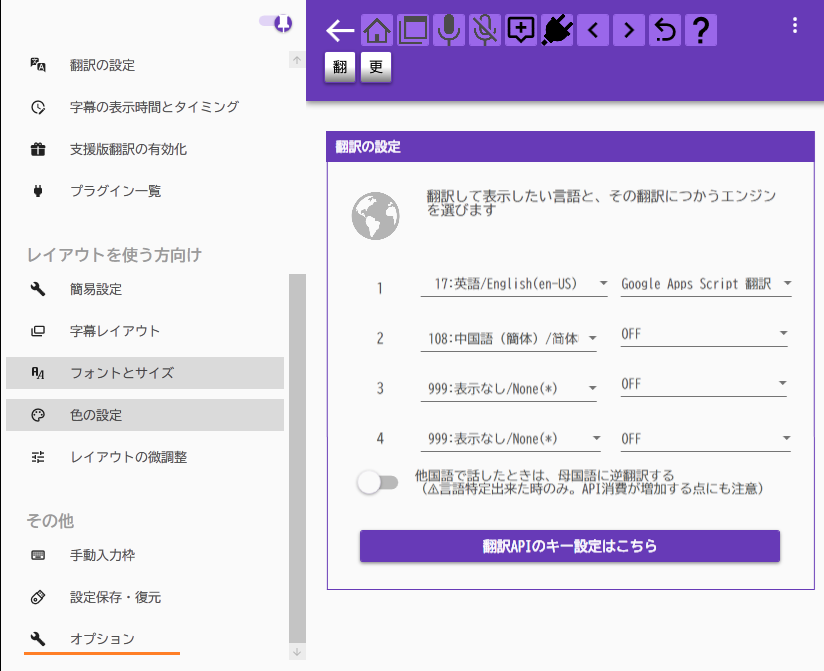 翻訳の設定
字幕の表示時間とタイミング
支援版翻訳の有効化
プラグイン一覧
レイアウトを使う方向け
簡易設定
字幕レイアウト
フォントとサイズ
色の設定
レイアウトの微調整
その他
手動入力枠
設定保存・復元
オプション
翻 更
翻訳の設定
翻訳して表示したい言語と、その翻訳につかうエンジン
を選びます
1 17:英語/English(en-US) Google Apps Script 翻訳
2 108:中国語（簡体）/简体 OFF
3 999:表示なし/None(*) OFF
4 999:表示なし/None(*) OFF
他国語で話したときは、母国語に逆翻訳する
（⚠言語特定出来た時のみ。API消費が増加する点にも注意）
翻訳APIのキー設定はこちら